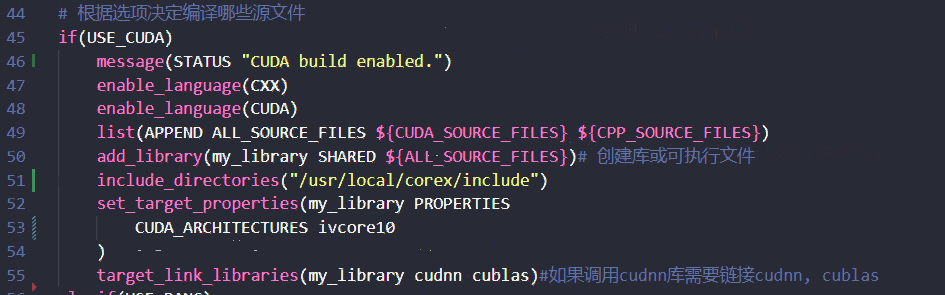 44 # 根据选项决定编译哪些源文件
45 if(USE_CUDA)
46 message(STATUS "CUDA build enabled.")
47 enable_language(CXX)
48 enable_language(CUDA)
49 list(APPEND ALL_SOURCE_FILES ${CUDA_SOURCE_FILES} ${CPP_SOURCE_FILES})
50 add_library(my_library SHARED ${ALL_SOURCE_FILES})# 创建库或可执行文件
51 include_directories("/usr/local/corex/include")
52 set_target_properties(my_library PROPERTIES
53 CUDA_ARCHITECTURES ivcore10
54 )
55 target_link_libraries(my_library cudnn cublas)#如果调用cudnn库需要链接cudnn, cublas